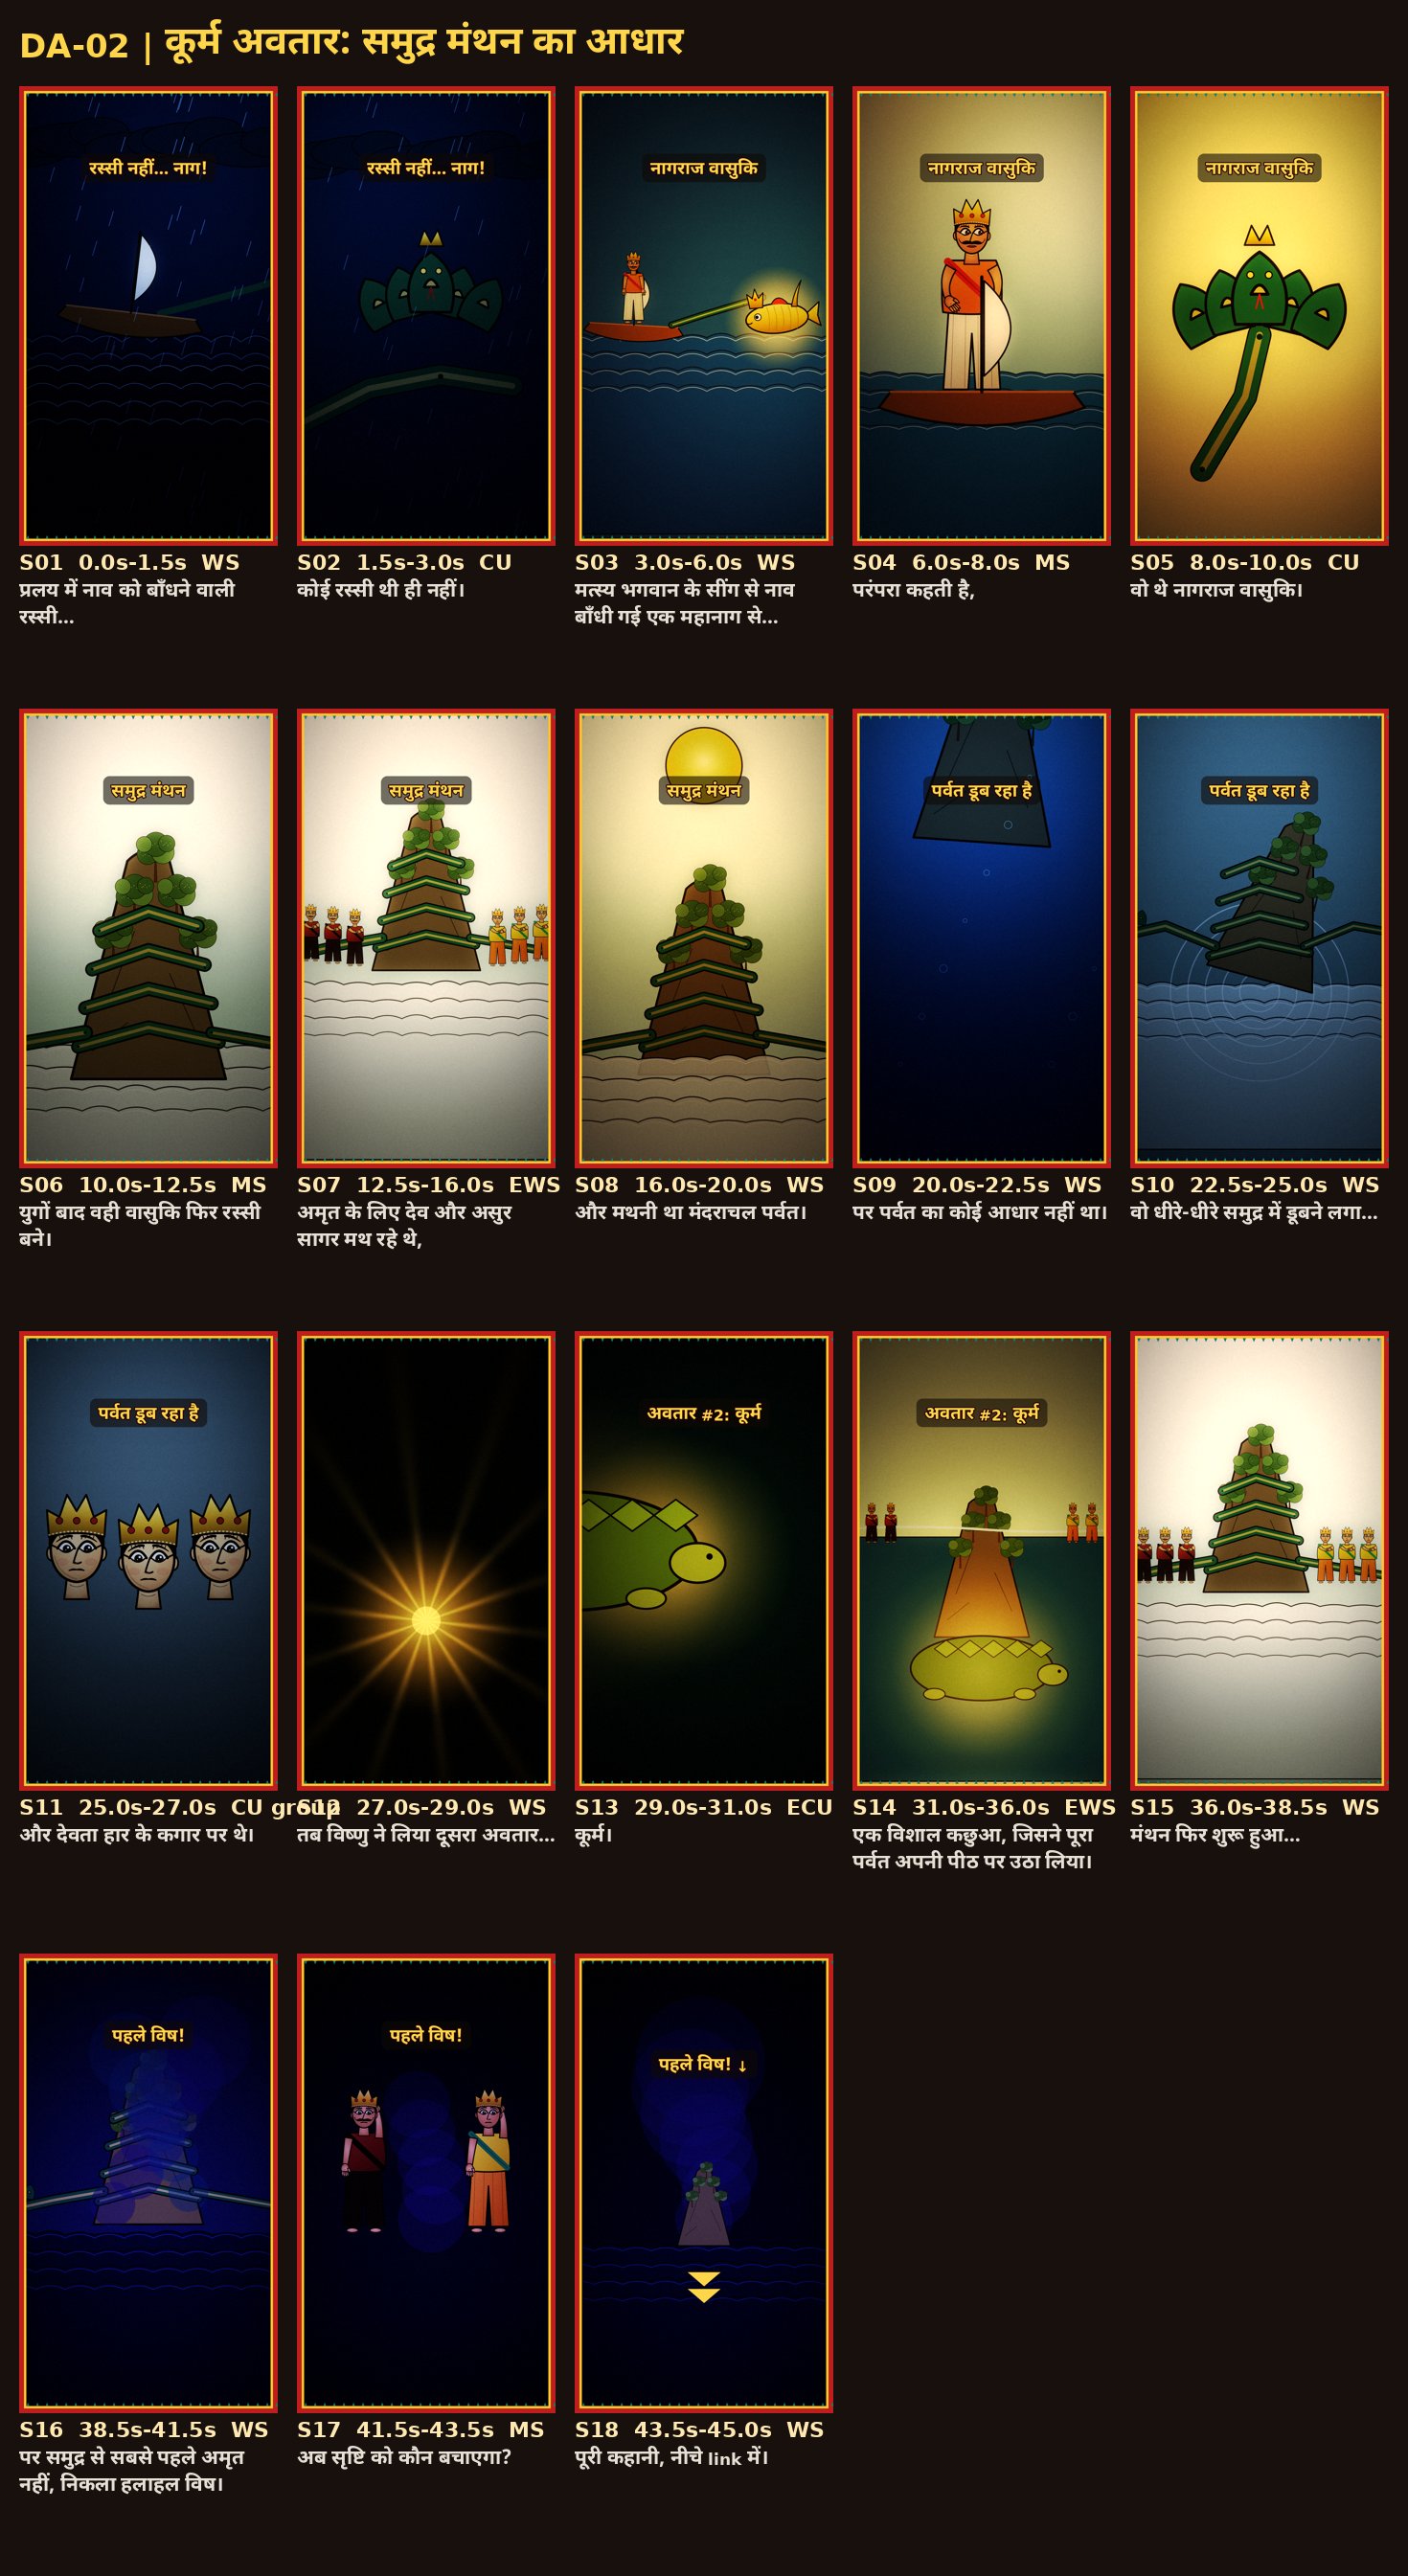 DA-02 | कूर्म अवतार: समुद्र मंथन का आधार
रस्सी नहीं... नाग!
रस्सी नहीं... नाग!
नागराज वासुकि
नागराज वासुकि
नागराज वासुकि
S01 0.0s-1.5s WS
प्रलय में नाव को बाँधने वाली
रस्सी...
S02 1.5s-3.0s CU
कोई रस्सी थी ही नहीं।
S03 3.0s-6.0s WS
मत्स्य भगवान के सींग से नाव
बाँधी गई एक महानाग से...
S04 6.0s-8.0s MS
परंपरा कहती है,
S05 8.0s-10.0s CU
वो थे नागराज वासुकि।
समुद्र मंथन
समुद्र मंथन
समुद्र मंथन
पर्वत डूब रहा है
पर्वत डूब रहा है
S06 10.0s-12.5s MS
युगों बाद वही वासुकि फिर रस्सी
बने।
S07 12.5s-16.0s EWS
अमृत के लिए देव और असुर
सागर मथ रहे थे,
S08 16.0s-20.0s WS
और मथनी था मंदराचल पर्वत।
S09 20.0s-22.5s WS
पर पर्वत का कोई आधार नहीं था।
S10 22.5s-25.0s WS
वो धीरे-धीरे समुद्र में डूबने लगा...
पर्वत डूब रहा है
अवतार #2: कूर्म
अवतार #2: कूर्म
S11 25.0s-27.0s CU group
और देवता हार के कगार पर थे।
S12 27.0s-29.0s WS
तब विष्णु ने लिया दूसरा अवतार...
S13 29.0s-31.0s ECU
कूर्म।
S14 31.0s-36.0s EWS
एक विशाल कछुआ, जिसने पूरा
पर्वत अपनी पीठ पर उठा लिया।
S15 36.0s-38.5s WS
मंथन फिर शुरू हुआ...
पहले विष!
पहले विष!
पहले विष! ↓
S16 38.5s-41.5s WS
पर समुद्र से सबसे पहले अमृत
नहीं, निकला हलाहल विष।
S17 41.5s-43.5s MS
अब सृष्टि को कौन बचाएगा?
S18 43.5s-45.0s WS
पूरी कहानी, नीचे link में।